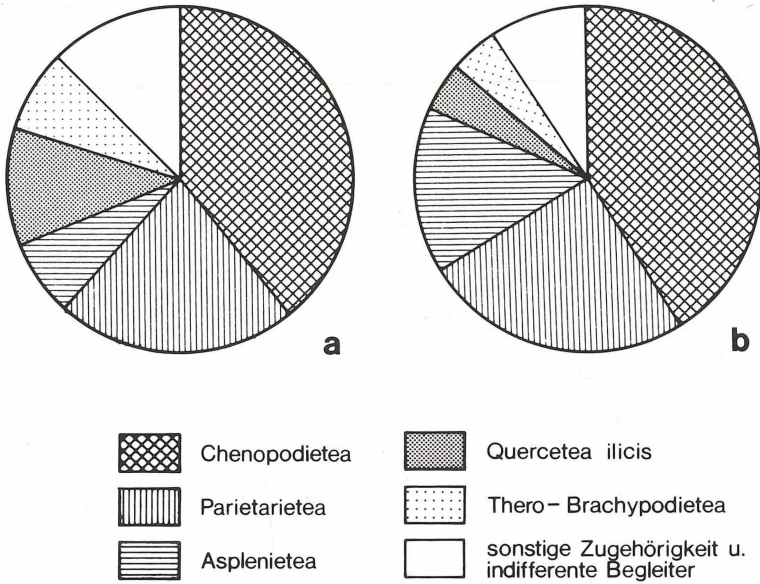 a
b
Chenopodietea
Parietarietea
Asplenietea
Quercetea ilicis
Thero-Brachypodietea
sonstige Zugehörigkeit u.
indifferente Begleiter